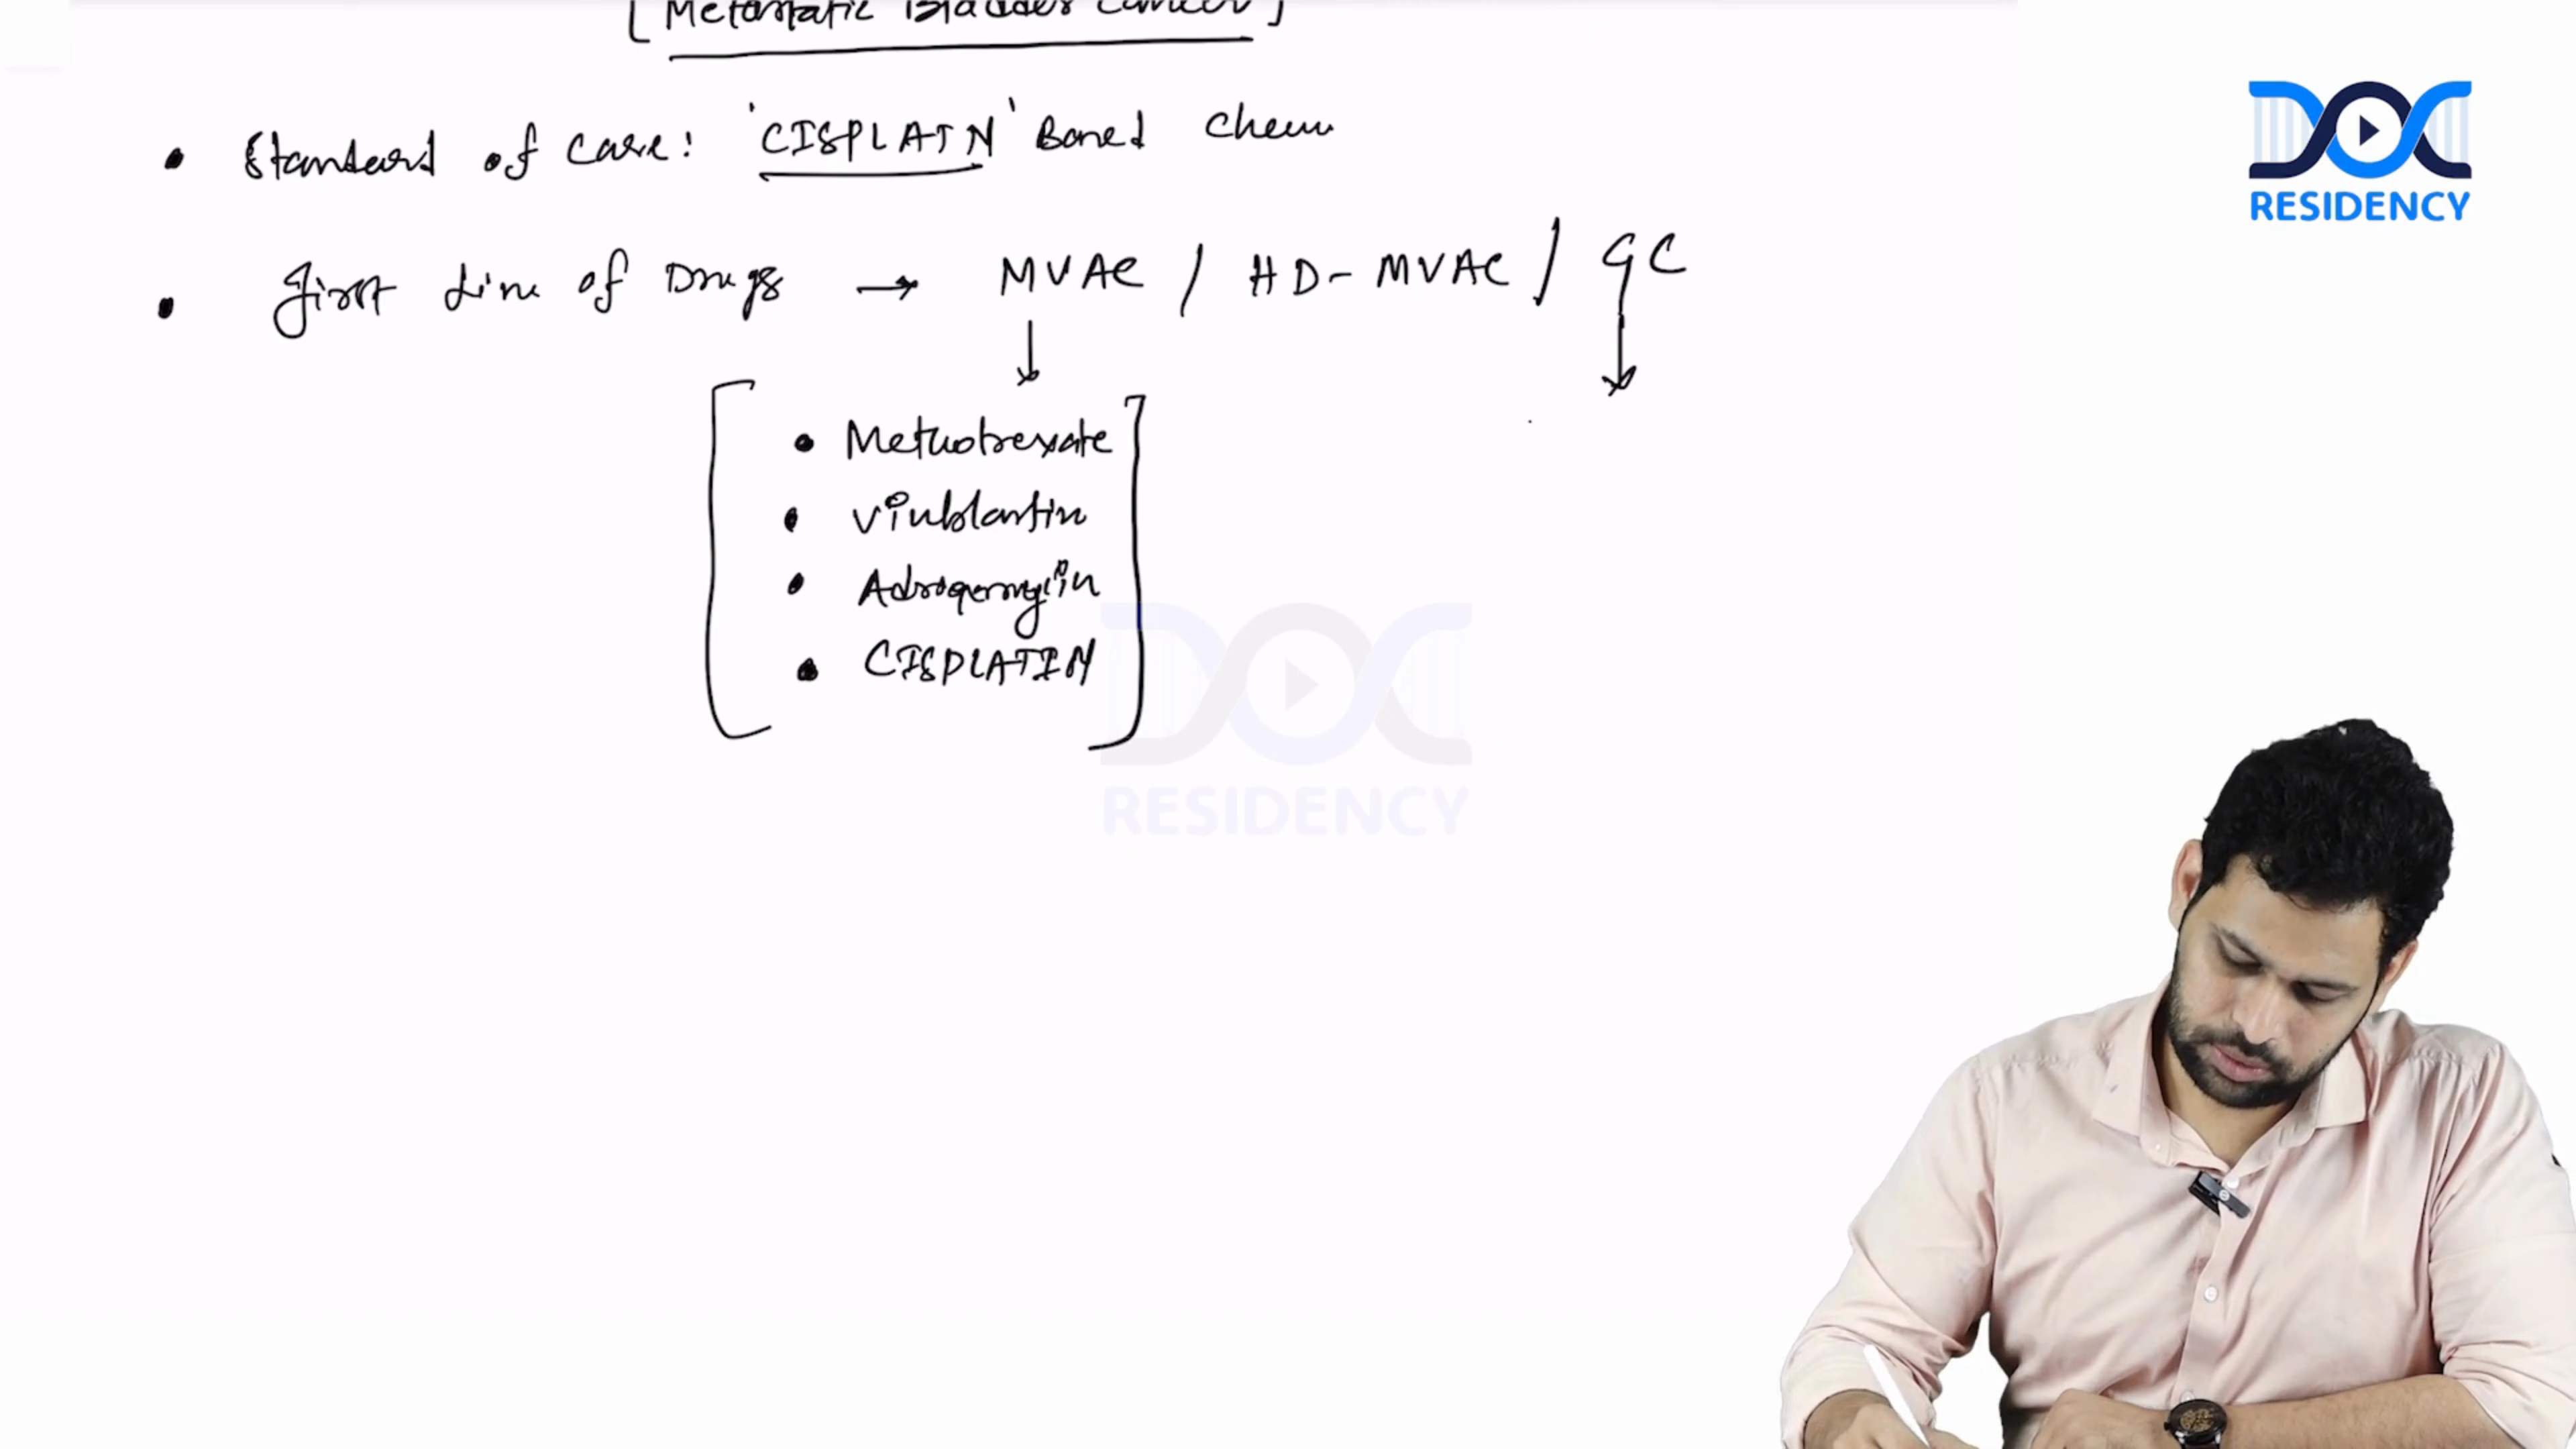 [Metastatic Bladder Cancer]
• Standard of Care: 'CISPLATN' Based Chem
RESIDENCY
• first Line of Drugs → MVAC / HD-MVAC / GC
• Methotrexate
• Vinblastin
• Adriamycin
• CISPLATIN
RESIDENCY